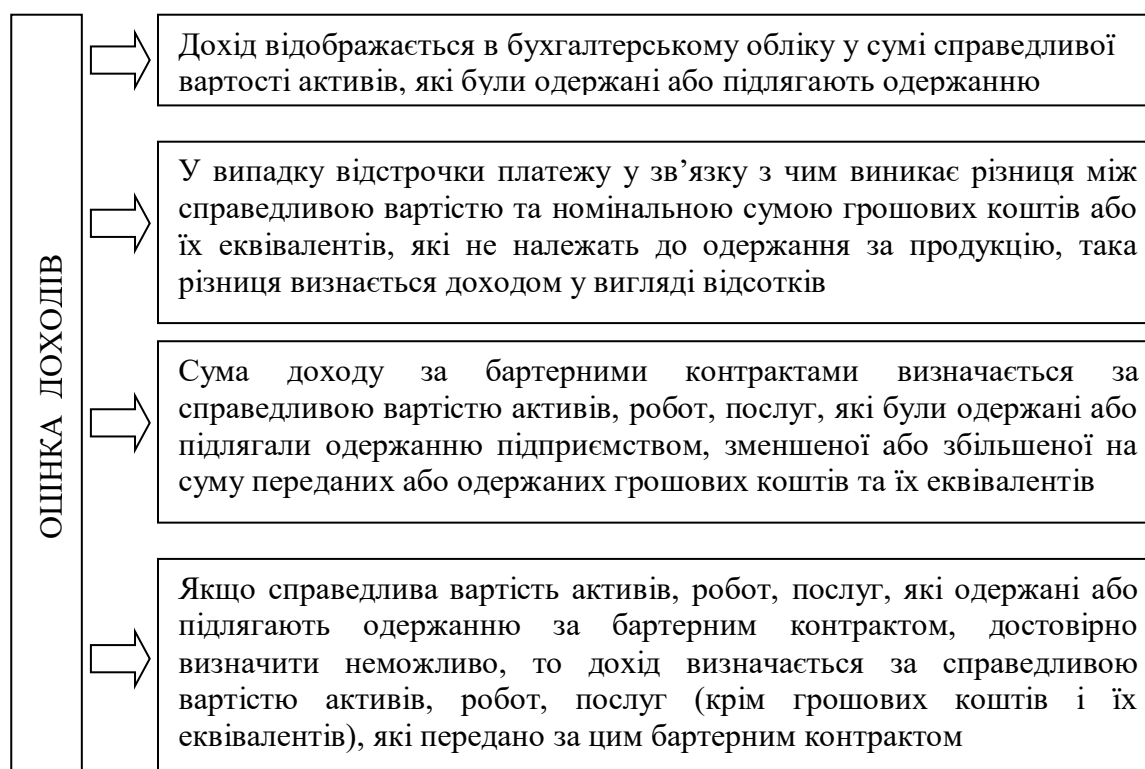 ОЦІНКА ДОХОДІВ
Дохід відображається в бухгалтерському обліку у сумі справедливої
вартості активів, які були одержані або підлягають одержанню
У випадку відстрочки платежу у зв’язку з чим виникає різниця між
справедливою вартістю та номінальною сумою грошових коштів або
їх еквівалентів, які не належать до одержання за продукцію, така
різниця визнається доходом у вигляді відсотків
Сума доходу за бартерними контрактами визначається за
справедливою вартістю активів, робот, послуг, які були одержані або
підлягали одержанню підприємством, зменшеної або збільшеної на
суму переданих або одержаних грошових коштів та їх еквівалентів
Якщо справедлива вартість активів, робот, послуг, які одержані або
підлягають одержанню за бартерним контрактом, достовірно
визначити неможливо, то дохід визначається за справедливою
вартістю активів, робот, послуг (крім грошових коштів і їх
еквівалентів), які передано за цим бартерним контрактом